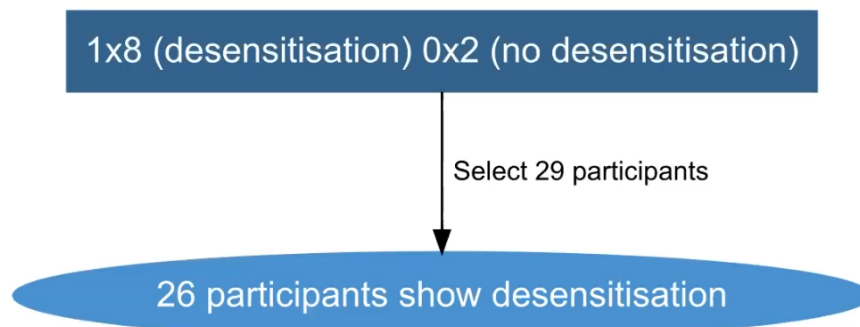 1x8 (desensitisation) 0x2 (no desensitisation)
Select 29 participants
26 participants show desensitisation